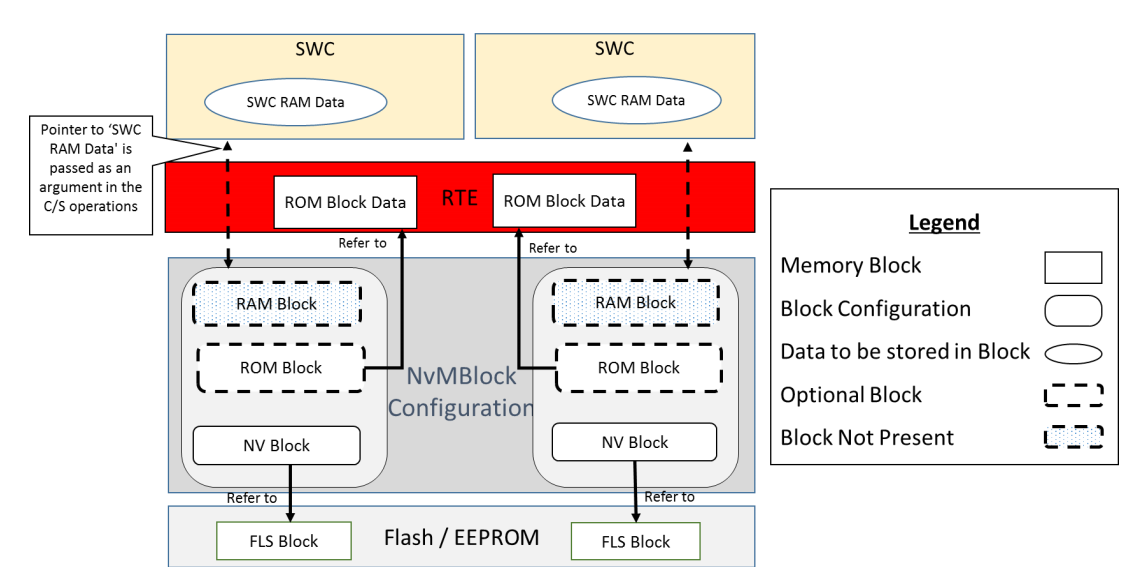 SWC
SWC
SWC RAM Data
SWC RAM Data
Pointer to ‘SWC
RAM Data' is
passed as an
argument in the
C/S operations
ROM Block Data
RTE
ROM Block Data
Refer to
Refer to
RAM Block
RAM Block
ROM Block
ROM Block
NvMBlock
Configuration
NV Block
NV Block
Refer to
Refer to
FLS Block
Flash / EEPROM
FLS Block
Legend
Memory Block
Block Configuration
Data to be stored in Block
Optional Block
Block Not Present